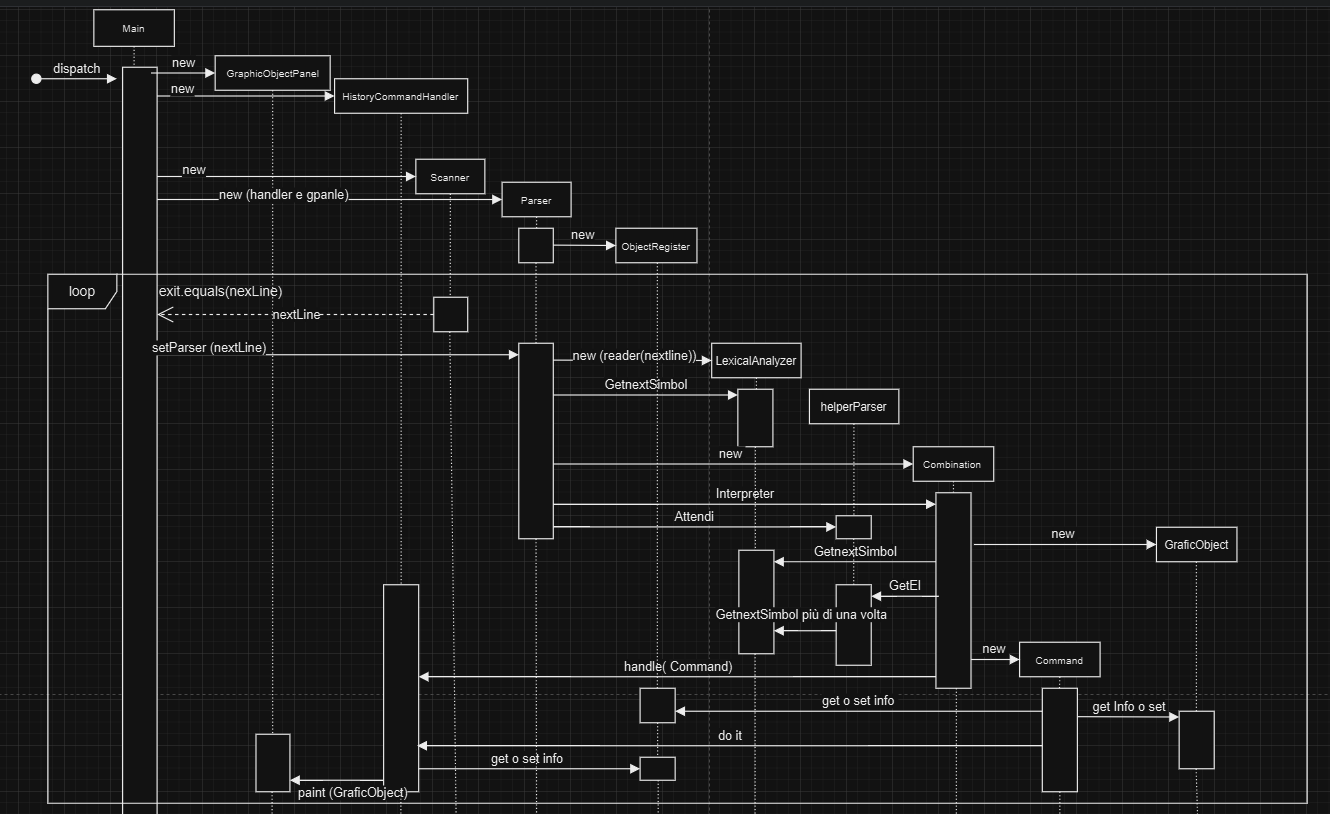 Main
dispatch
new
GraphicObjectPanel
new
HistoryCommandHandler
new
Scanner
new (handler e gpanle)
Parser
new
ObjectRegister
loop
exit.equals(nexLine)
nextLine
setParser (nextLine)
new (reader(nextline))
LexicalAnalyzer
GetnextSimbol
helperParser
new
Combination
Interpreter
Attendi
new
GraficObject
GetnextSimbol
GetEl
GetnextSimbol più di una volta
new
Command
handle( Command)
get o set info
get Info o set
do it
get o set info
paint (GraficObject)